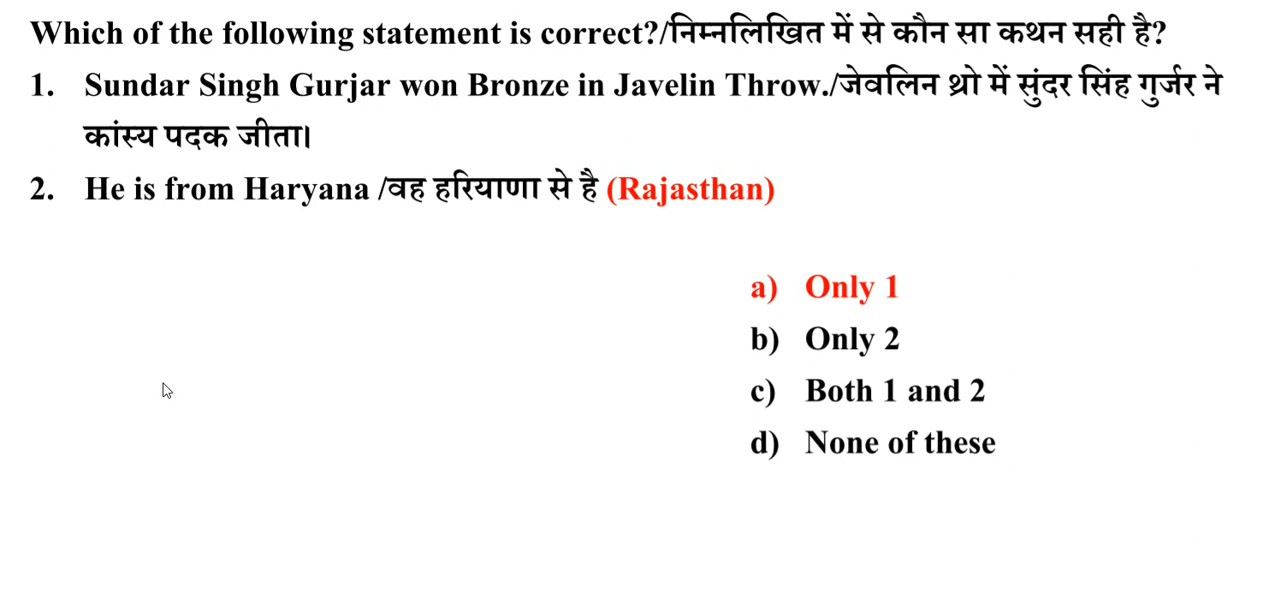 Which of the following statement is correct?/निम्नलिखित में से कौन सा कथन सही है?
1. Sundar Singh Gurjar won Bronze in Javelin Throw./जेवलिन थ्रो में सुंदर सिंह गुर्जर ने
कांस्य पदक जीता।
2. He is from Haryana /वह हरियाणा से है (Rajasthan)
a) Only 1
b) Only 2
c) Both 1 and 2
d) None of these